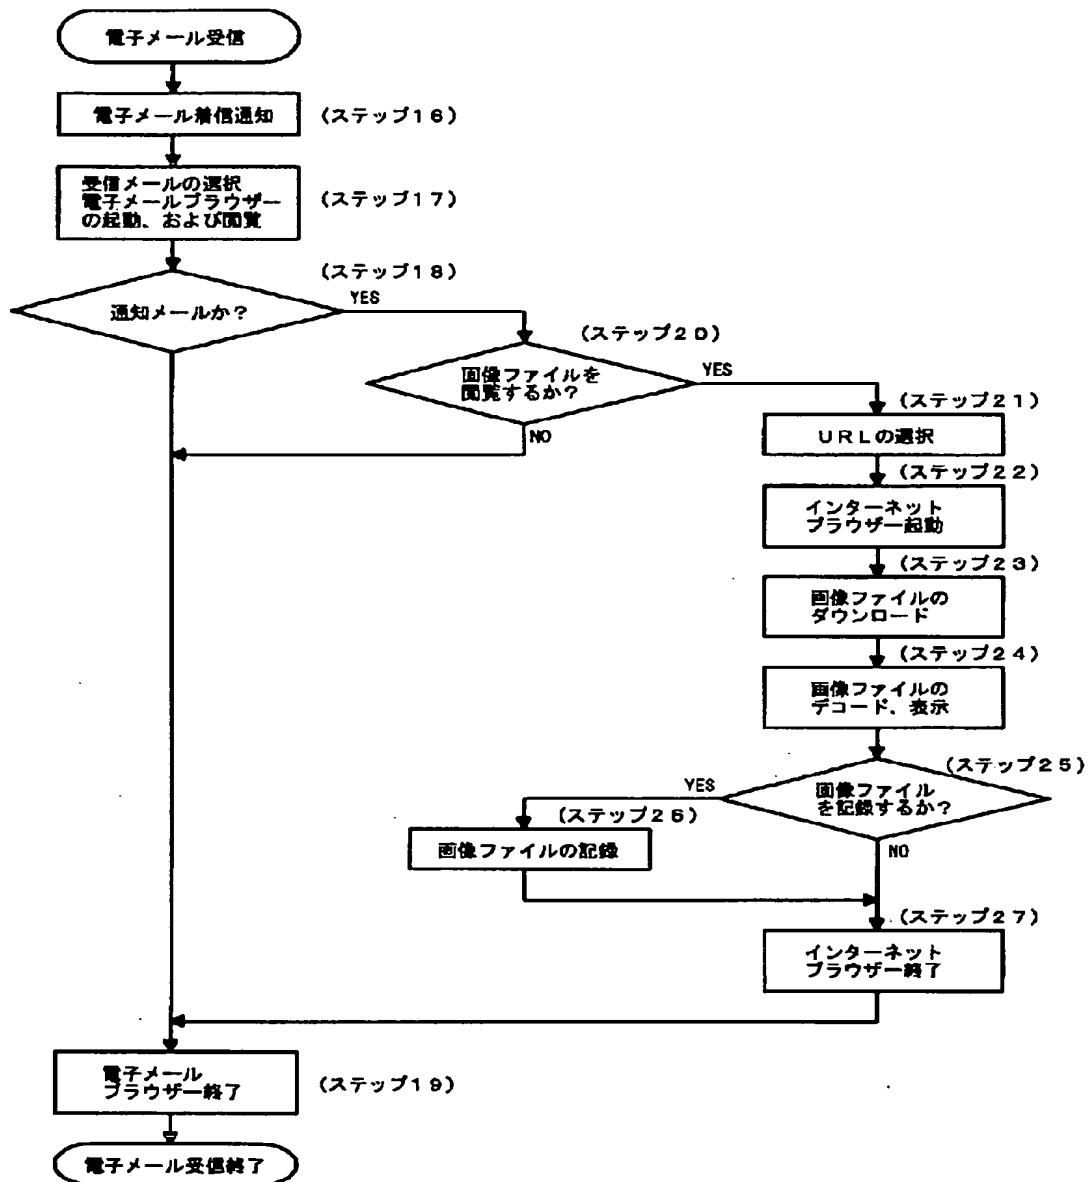 電子メール受信
電子メール着信通知
(ステップ16)
受信メールの選択
電子メールブラウザー
の起動、および閲覧
(ステップ17)
(ステップ18)
通知メールか?
YES
(ステップ20)
画像ファイルを
閲覧するか?
YES
NO
(ステップ21)
URLの選択
(ステップ22)
インターネット
ブラウザー起動
(ステップ23)
画像ファイルの
ダウンロード
(ステップ24)
画像ファイルの
デコード、表示
(ステップ25)
画像ファイル
を記録するか?
YES
(ステップ26)
画像ファイルの記録
NO
(ステップ27)
インターネット
ブラウザー終了
電子メール
ブラウザー終了
(ステップ19)
電子メール受信終了